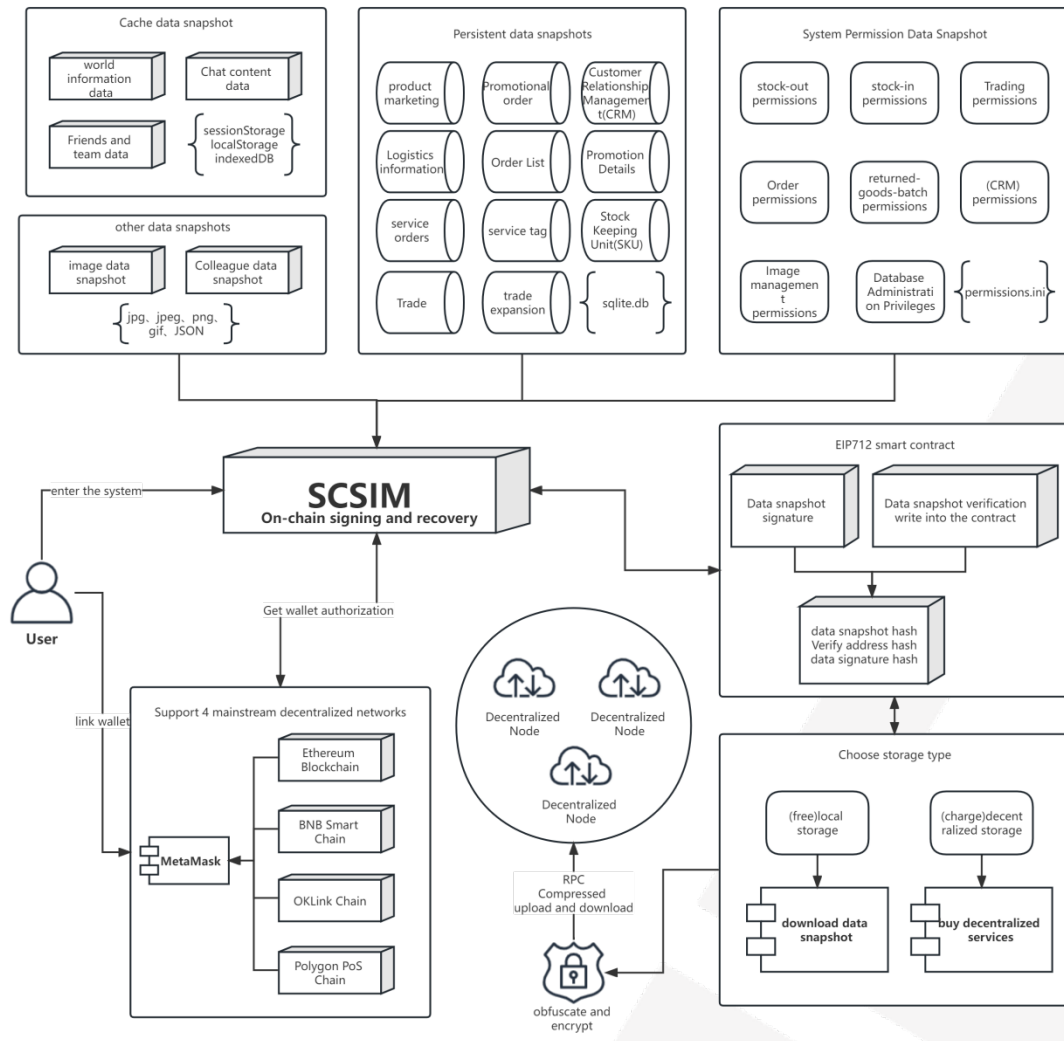 Cache data snapshot
world
information
data
Chat content
data
Friends and
team data
sessionStorage
localStorage
indexedDB
other data snapshots
image data
snapshot
Colleague data
snapshot
jpg、jpeg、png、
gif、JSON
Persistent data snapshots
product
marketing
Promotional
order
Customer
Relationship
Managemen
t(CRM)
Logistics
information
Order List
Promotion
Details
service
orders
service tag
Stock
Keeping
Unit(SKU)
Trade
trade
expansion
sqlite.db
System Permission Data Snapshot
stock-out
permissions
stock-in
permissions
Trading
permissions
Order
permissions
returned-
goods-batch
permissions
(CRM)
permissions
Image
managemen
t
permissions
Database
Administrati
on Privileges
permissions.ini
SCSIM
On-chain signing and recovery
enter the system
User
link wallet
Get wallet authorization
EIP712 smart contract
Data snapshot
signature
Data snapshot verification
write into the contract
data snapshot hash
Verify address hash
data signature hash
Support 4 mainstream decentralized networks
MetaMask
Ethereum
Blockchain
BNB Smart
Chain
OKLink Chain
Polygon PoS
Chain
Decentralized
Node
Decentralized
Node
Decentralized
Node
RPC
Compressed
upload and download
obfuscate and
encrypt
Choose storage type
(free)local
storage
(charge)decent
ralized storage
download data
snapshot
buy decentralized
services